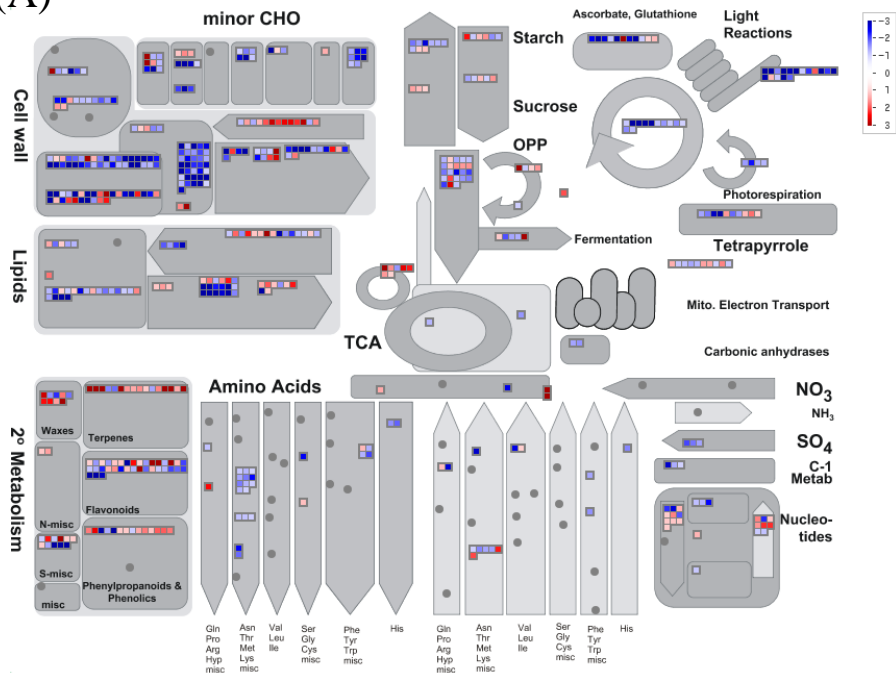 (A)
minor CHO
Starch
Sucrose
OPP
Ascorbate, Glutathione
Light
Reactions
-3
-2
-1
0
1
2
3
Cell wall
Photorespiration
Tetrapyrrole
Fermentation
Lipids
Mito. Electron Transport
TCA
Carbonic anhydrases
Amino Acids
NO3
NH3
SO4
C-1
Metab
Nucleo-
tides
2º Metabolism
Waxes
Terpenes
N-misc
Flavonoids
S-misc
misc
Phenylpropanoids &
Phenolics
Gln
Pro
Arg
Hyp
misc
Asn
Thr
Met
Lys
misc
Val
Leu
Ile
Ser
Gly
Cys
misc
Phe
Tyr
Trp
misc
His
Gln
Pro
Arg
Hyp
misc
Asn
Thr
Met
Lys
misc
Val
Leu
Ile
Ser
Gly
Cys
misc
Phe
Tyr
Trp
misc
His